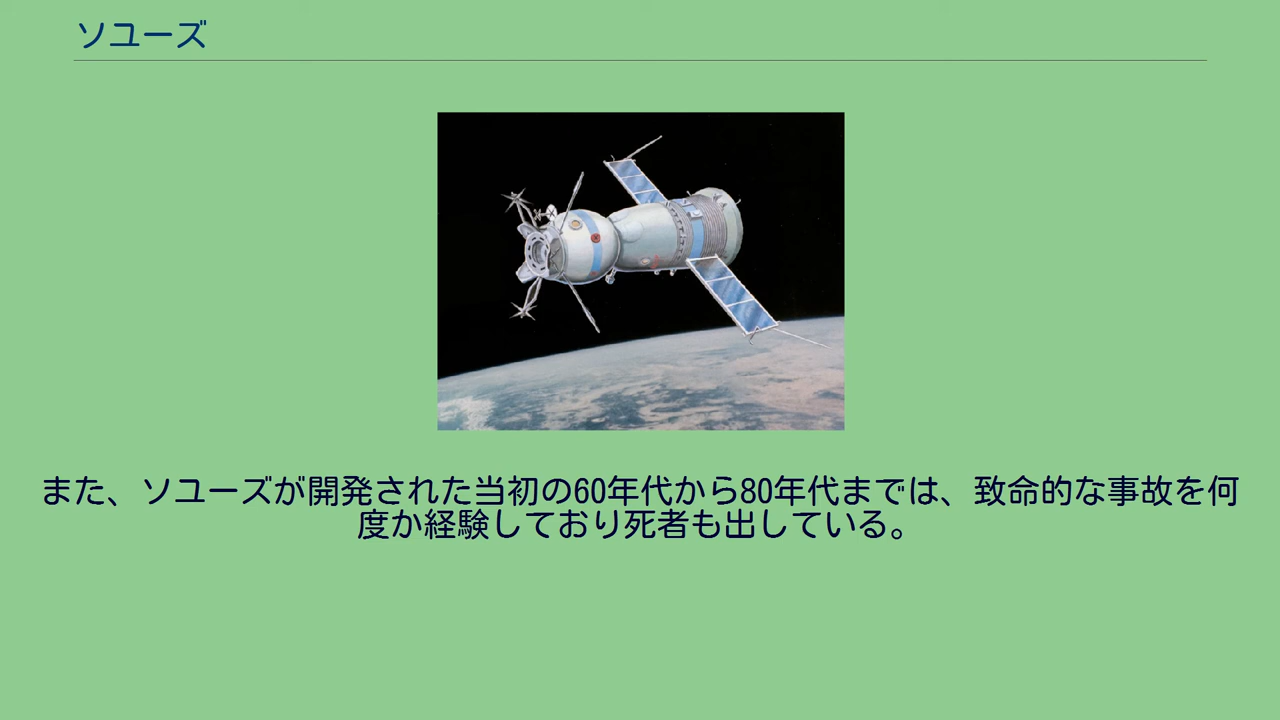 ソユーズ
また、ソユーズが開発された当初の60年代から80年代までは、致命的な事故を何
度か経験しており死者も出している。